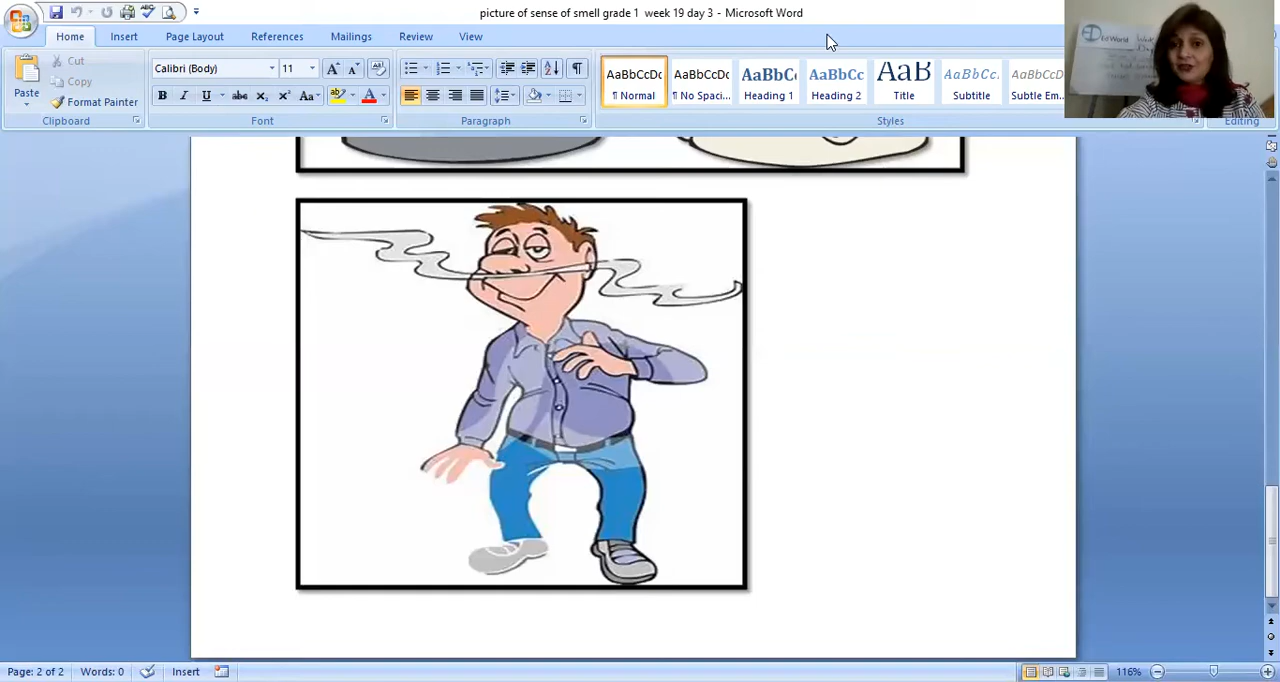 picture of sense of smell grade 1 week 19 day 3 - Microsoft Word
Home Insert Page Layout References Mailings Review View
Paste
Cut
Copy
Format Painter
Clipboard
Calibri (Body) 11
Font
Paragraph
AaBbCcDc AaBbCcDc AaBbC AaBbCc AaB AaBbCc. AaBbCcDc
¶ Normal ¶ No Spaci... Heading 1 Heading 2 Title Subtitle Subtle Em...
Styles
Editing
World
Page: 2 of 2 Words: 0 Insert 116%